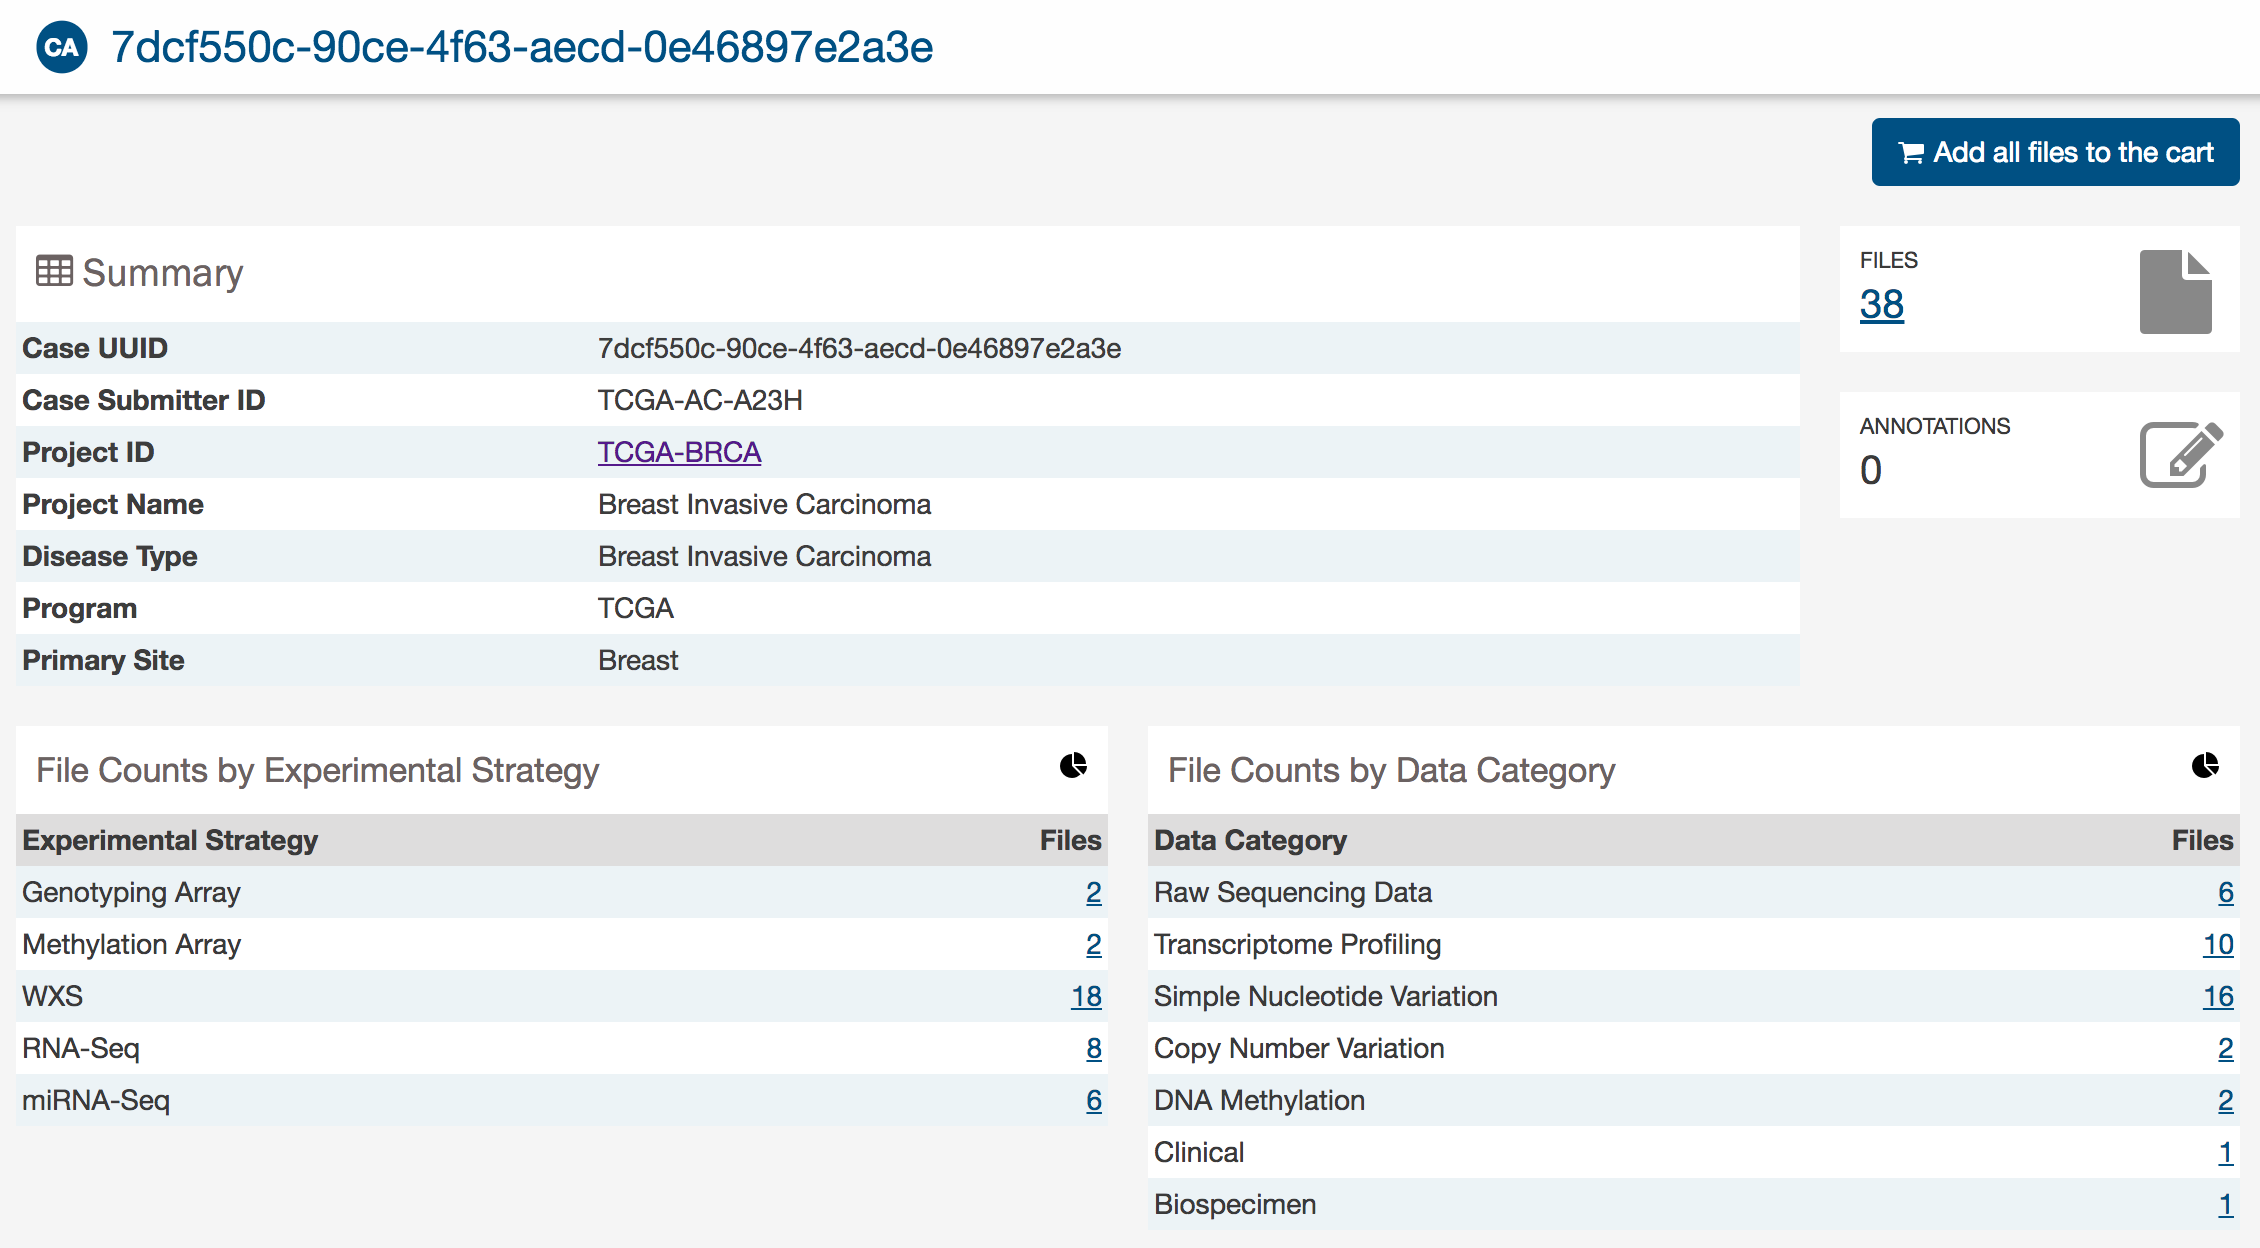 CA 7dcf550c-90ce-4f63-aecd-0e46897e2a3e
Add all files to the cart
Summary
Case UUID 7dcf550c-90ce-4f63-aecd-0e46897e2a3e
Case Submitter ID TCGA-AC-A23H
Project ID TCGA-BRCA
Project Name Breast Invasive Carcinoma
Disease Type Breast Invasive Carcinoma
Program TCGA
Primary Site Breast
FILES
38
ANNOTATIONS
0
File Counts by Experimental Strategy
Experimental Strategy Files
Genotyping Array 2
Methylation Array 2
WXS 18
RNA-Seq 8
miRNA-Seq 6
File Counts by Data Category
Data Category Files
Raw Sequencing Data 6
Transcriptome Profiling 10
Simple Nucleotide Variation 16
Copy Number Variation 2
DNA Methylation 2
Clinical 1
Biospecimen 1